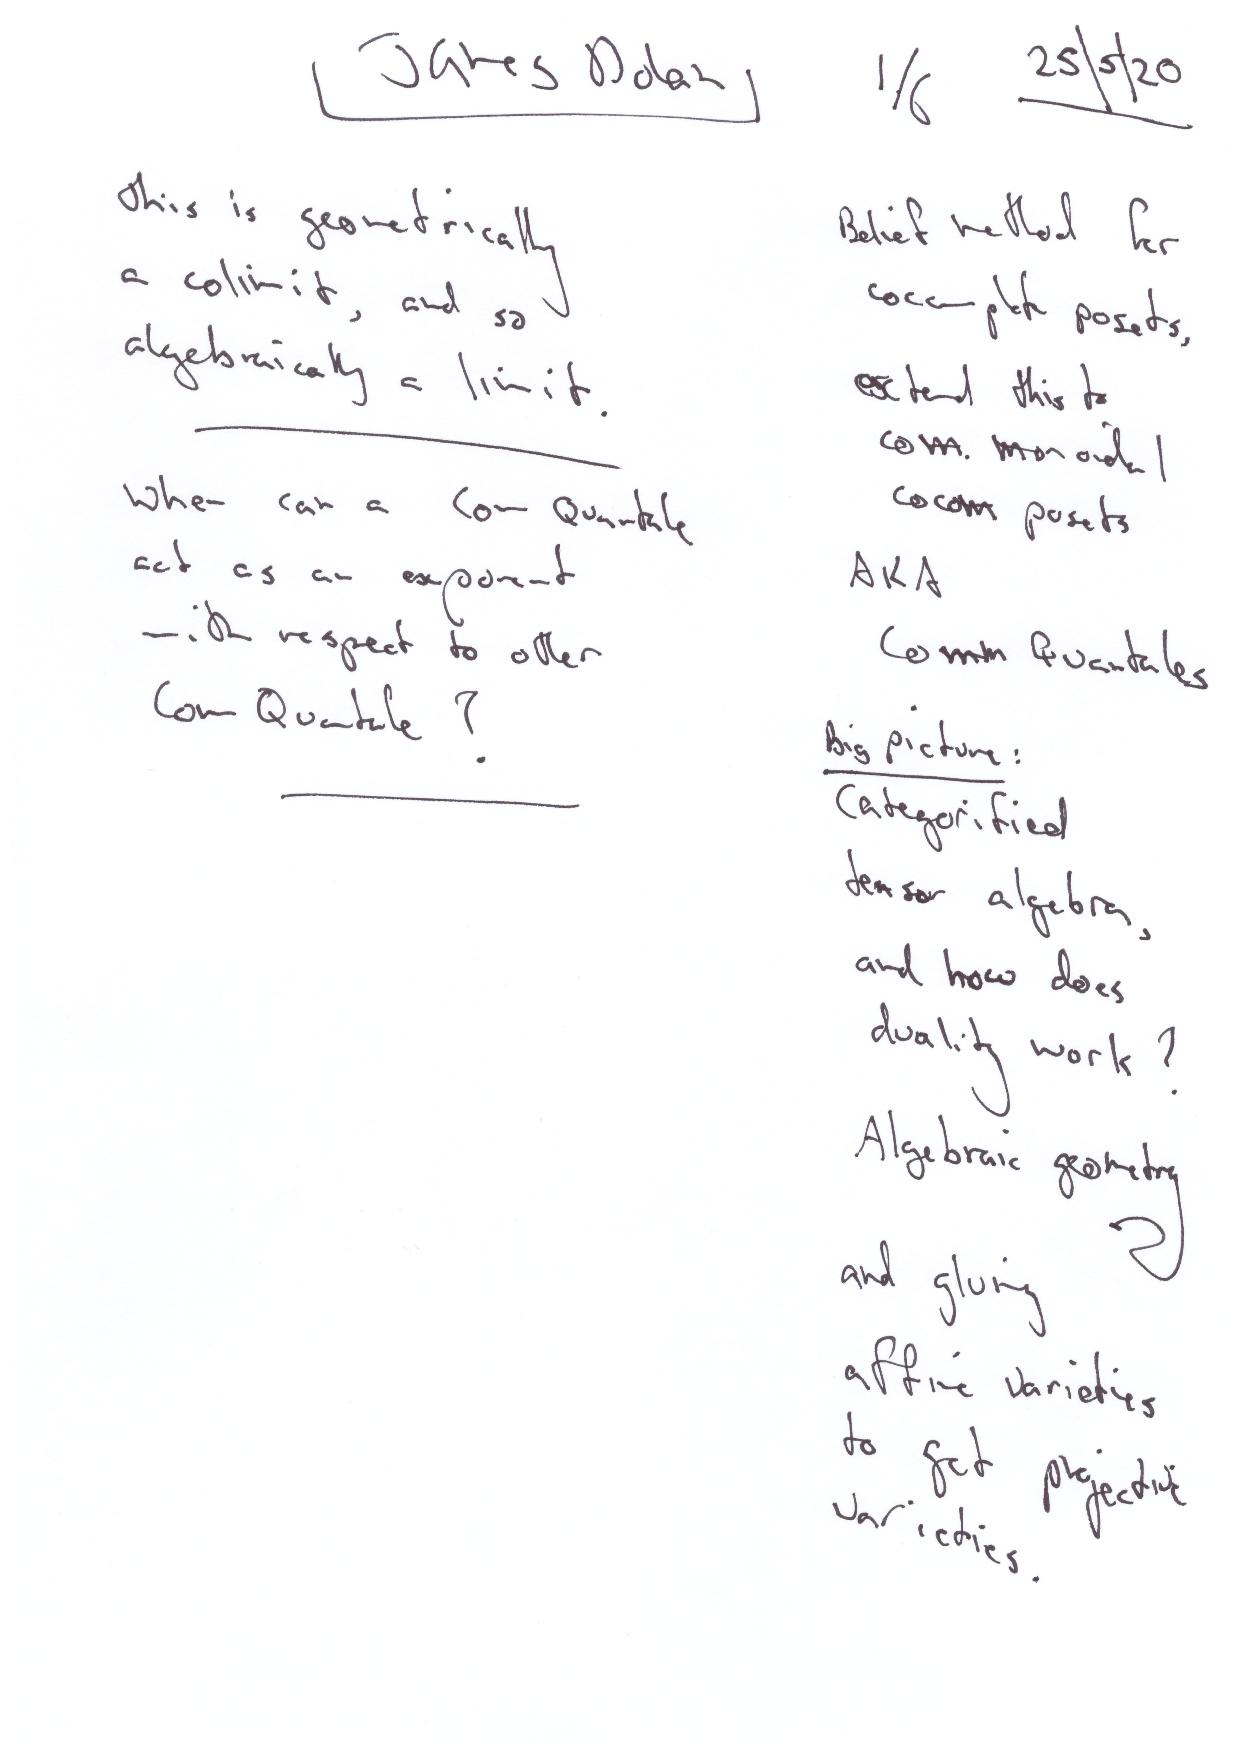 James Dolan 1/6 25/5/20
Belief method for
cocomplete posets,
extend this to
com. monoidal
cocom posets
AKA
Comm Quantales
Big picture:
Categorified
tensor algebra,
and how does
duality work?
Algebraic geometry
and gluing
affine varieties
to get projective
varieties.
this is geometrically
a colimit, and so
algebraically a limit.
When can a Com Quantale
act as an exponent
with respect to other
Com Quantale?